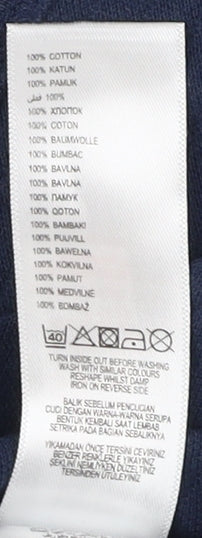 100% COTTON
100% KATUN
100% PAMUK
100% قطن
100% ХЛОПОК
100% COTON
100% BAUMWOLLE
100% BUMBAC
100% BAVLNA
100% BAVLNA
100% ПАМУК
100% COTON
100% BAMBAKI
100% PUUVILL
100% BAWEŁNA
100% KOKVILNA
100% PAMUT
100% MEDVILNĖ
100% BOMBAŽ
40
TURN INSIDE OUT BEFORE WASHING
WASH WITH SIMILAR COLOURS
RESHAPE WHILST DAMP
IRON ON REVERSE SIDE
BALIK SEBELUM PENCUCIAN
CUCI DENGAN WARNA-WARNA SERUPA
BENTUK KEMBALI SAAT LEMBAB
SETRIKA PADA BAGIAN SEBALIKNYA
YIKAMADAN ÖNCE TERSİNİ ÇEVİRİNİZ
BENZER RENKLERLE YIKAYINIZ
ŞEKLİNİ NEMLİYKEN DÜZELTİNİZ
TERSİNDEN ÜTÜLEYİNİZ